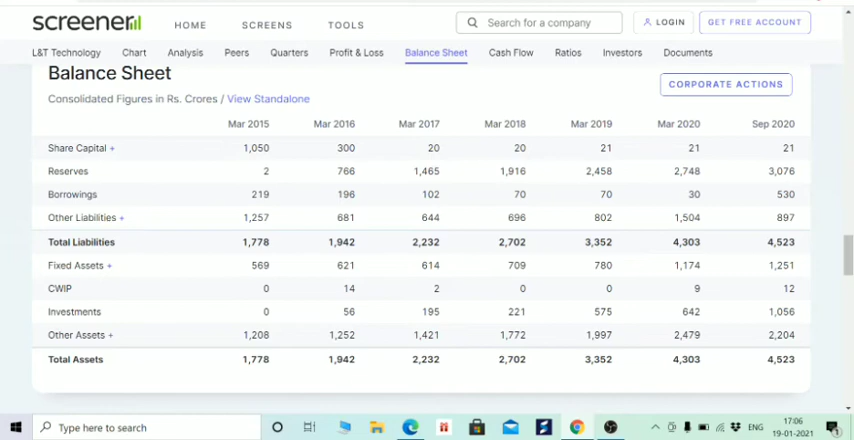 screener
HOME
SCREENS
TOOLS
Search for a company
LOGIN
GET FREE ACCOUNT
L&T Technology Chart Analysis Peers Quarters Profit & Loss Balance Sheet Cash Flow Ratios Investors Documents
Balance Sheet
Consolidated Figures in Rs. Crores / View Standalone
CORPORATE ACTIONS
Mar 2015 Mar 2016 Mar 2017 Mar 2018 Mar 2019 Mar 2020 Sep 2020
Share Capital + 1,050 300 20 20 21 21 21
Reserves 2 766 1,465 1,916 2,458 2,748 3,076
Borrowings 219 196 102 70 70 30 530
Other Liabilities + 1,257 681 644 696 802 1,504 897
Total Liabilities 1,778 1,942 2,232 2,702 3,352 4,303 4,523
Fixed Assets + 569 621 614 709 780 1,174 1,251
CWIP 0 14 2 0 0 9 12
Investments 0 56 195 221 575 642 1,056
Other Assets + 1,208 1,252 1,421 1,772 1,997 2,479 2,204
Total Assets 1,778 1,942 2,232 2,702 3,352 4,303 4,523
Type here to search
ENG
17:06
19-01-2021